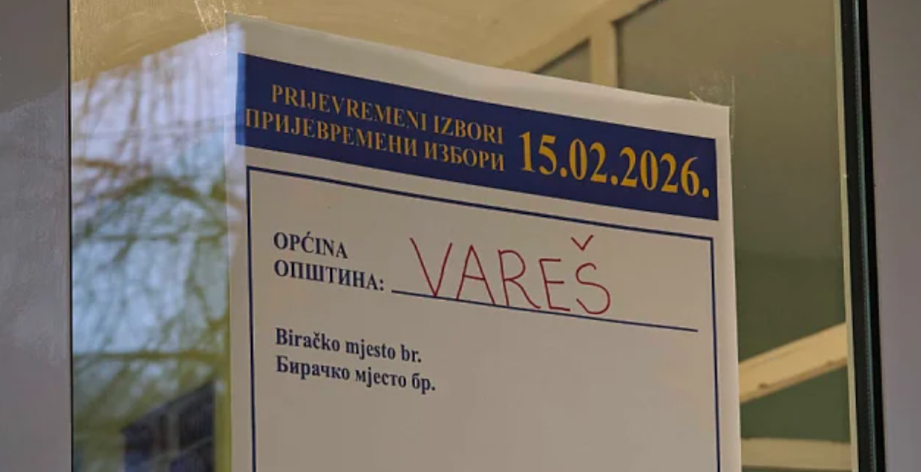 PRIJEVREMENI IZBORI
ПРИЈЕВРЕМЕНИ ИЗБОРИ
15.02.2026.
OPĆINA
ОПШТИНА: VAREŠ
Biračko mjesto br.
Бирачко мјесто бр.